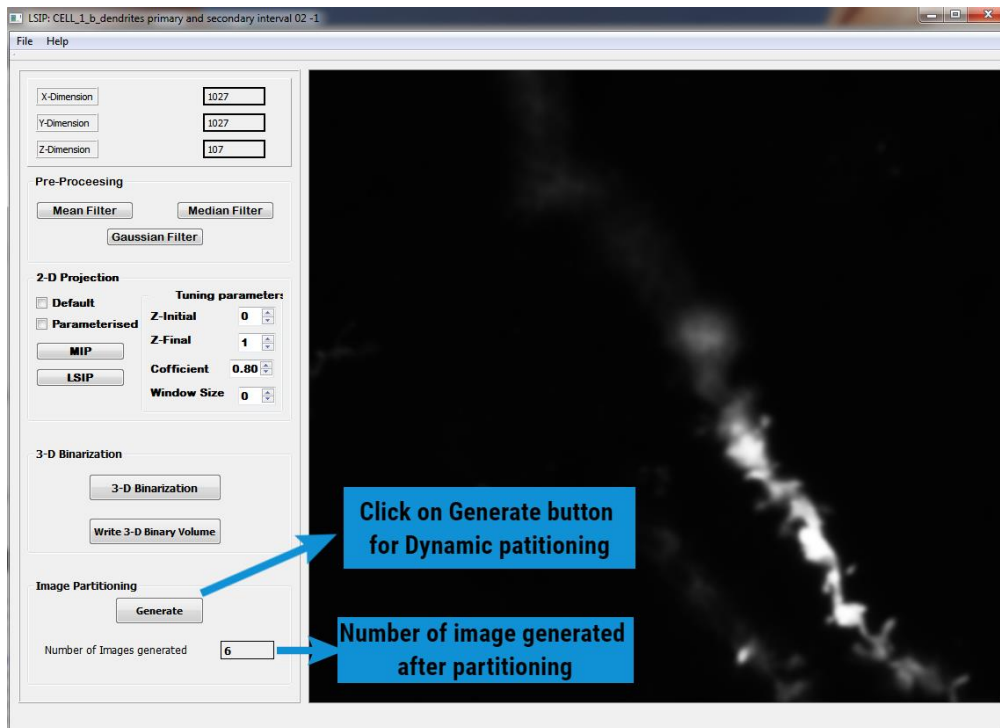 LSIP: CELL_1_b_dendrites primary and secondary interval 02 -1
File Help
X-Dimension 1027
Y-Dimension 1027
Z-Dimension 107
Pre-Proceesing
Mean Filter Median Filter
Gaussian Filter
2-D Projection
Tuning parameters
Default
Z-Initial 0
Parameterised
Z-Final 1
MIP
Cofficient 0.80
LSIP
Window Size 0
3-D Binarization
3-D Binarization
Write 3-D Binary Volume
Click on Generate button
for Dynamic patitioning
Image Partitioning
Generate
Number of Images generated 6
Number of image generated
after partitioning